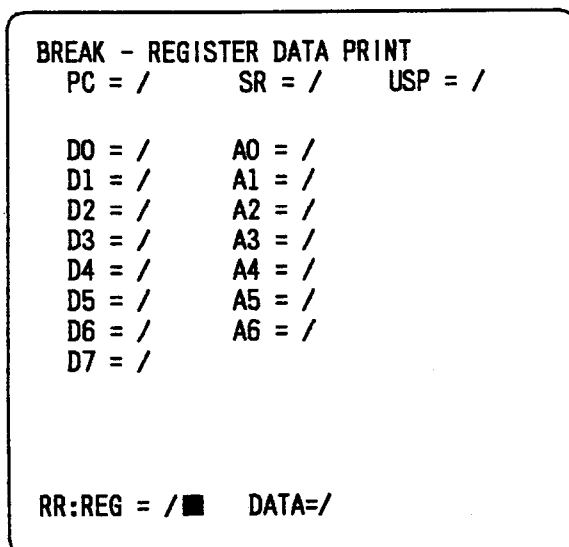 BREAK - REGISTER DATA PRINT
PC = / SR = / USP = /
D0 = / A0 = /
D1 = / A1 = /
D2 = / A2 = /
D3 = / A3 = /
D4 = / A4 = /
D5 = / A5 = /
D6 = / A6 = /
D7 = /
RR:REG = /■ DATA=/